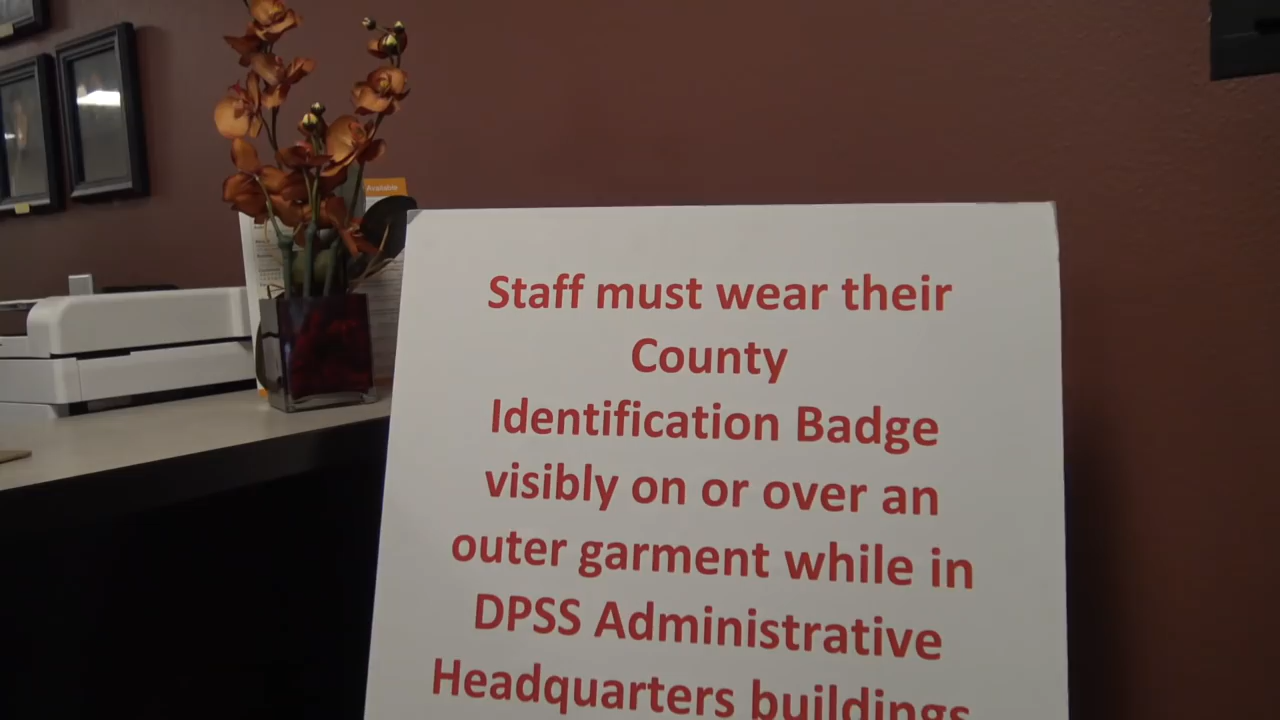 Available
Staff must wear their
County
Identification Badge
visibly on or over an
outer garment while in
DPSS Administrative
Headquarters buildings